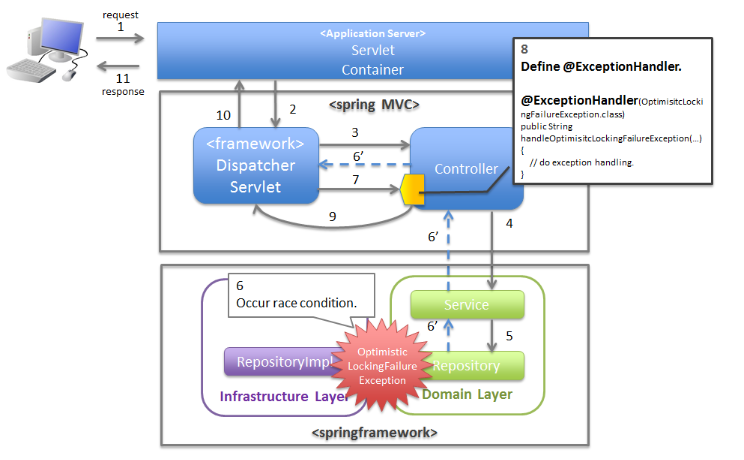 request
1
11
response
<Application Server>
Servlet
Container
8
Define @ExceptionHandler.
@ExceptionHandler(OptimisitcLocki
ngFailureException.class)
public String
handleOptimisitcLockingFailureException(...)
{
// do exception handling.
}
10
2
<spring MVC>
<framework>
Dispatcher
Servlet
3
6’
7
9
Controller
6’
4
6
Occur race condition.
Service
6’
5
Optimistic
LockingFailure
Exception
RepositoryImpl
Repository
Infrastructure Layer
Domain Layer
<springframework>